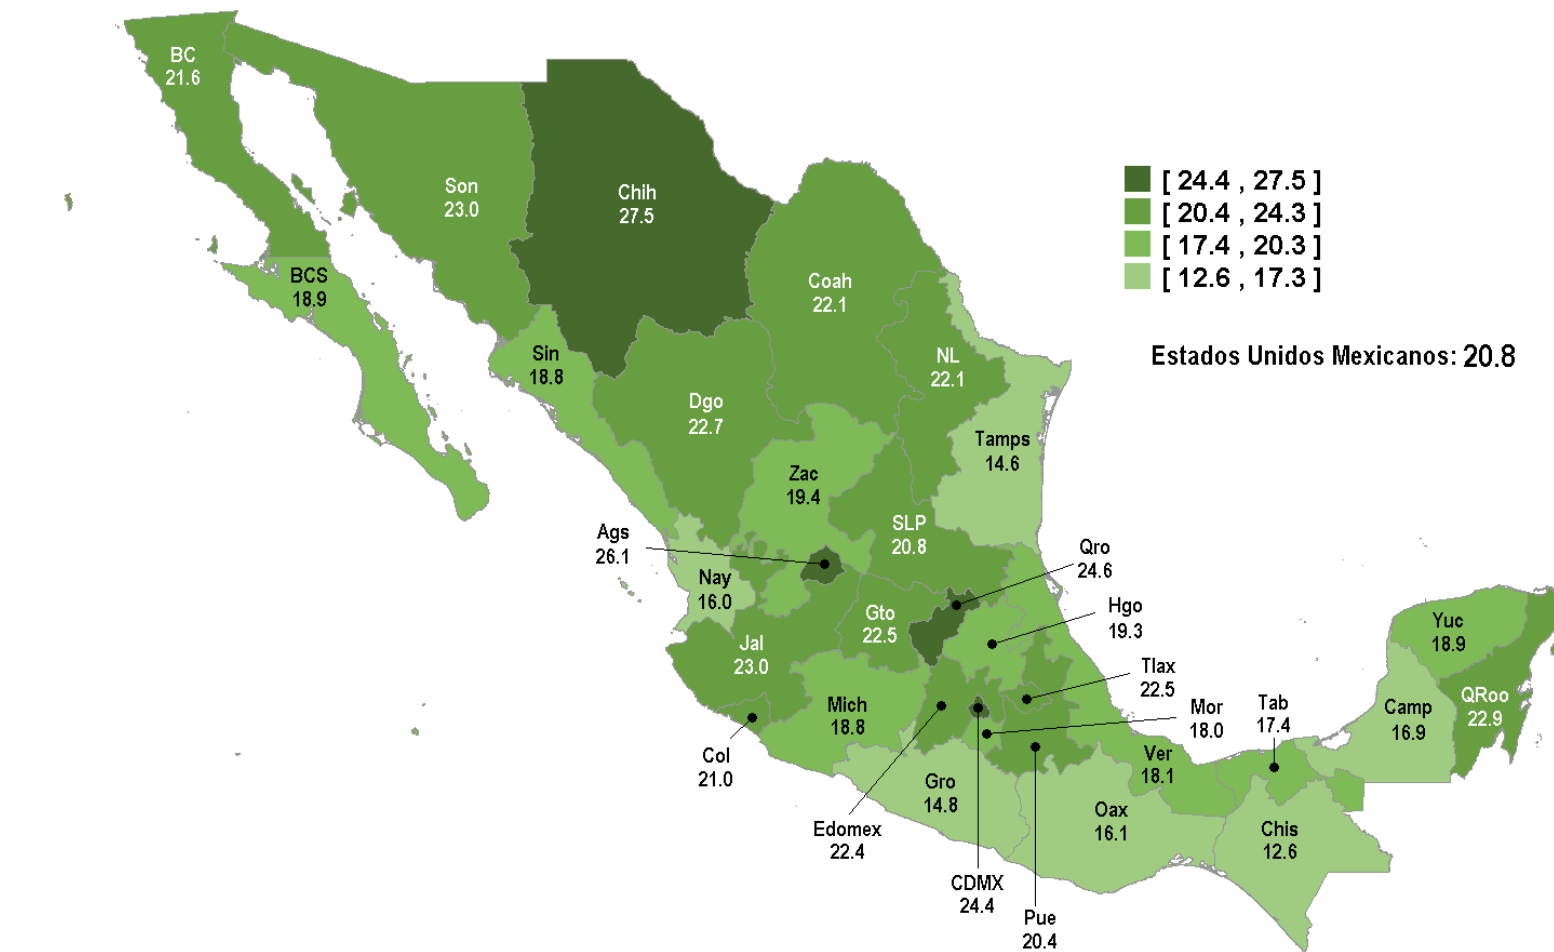 BC
21.6
Son
23.0
Chih
27.5
[ 24.4 , 27.5 ]
[ 20.4 , 24.3 ]
[ 17.4 , 20.3 ]
[ 12.6 , 17.3 ]
Estados Unidos Mexicanos: 20.8
BCS
18.9
Coah
22.1
Sin
18.8
NL
22.1
Dgo
22.7
Tamps
14.6
Zac
19.4
SLP
20.8
Ags
26.1
Qro
24.6
Nay
16.0
Gto
22.5
Hgo
19.3
Jal
23.0
Yuc
18.9
Tlax
22.5
QRoo
22.9
Mich
18.8
Mor
18.0
Tab
17.4
Camp
16.9
Col
21.0
Ver
18.1
Gro
14.8
Oax
16.1
Edomex
22.4
Chis
12.6
CDMX
24.4
Pue
20.4